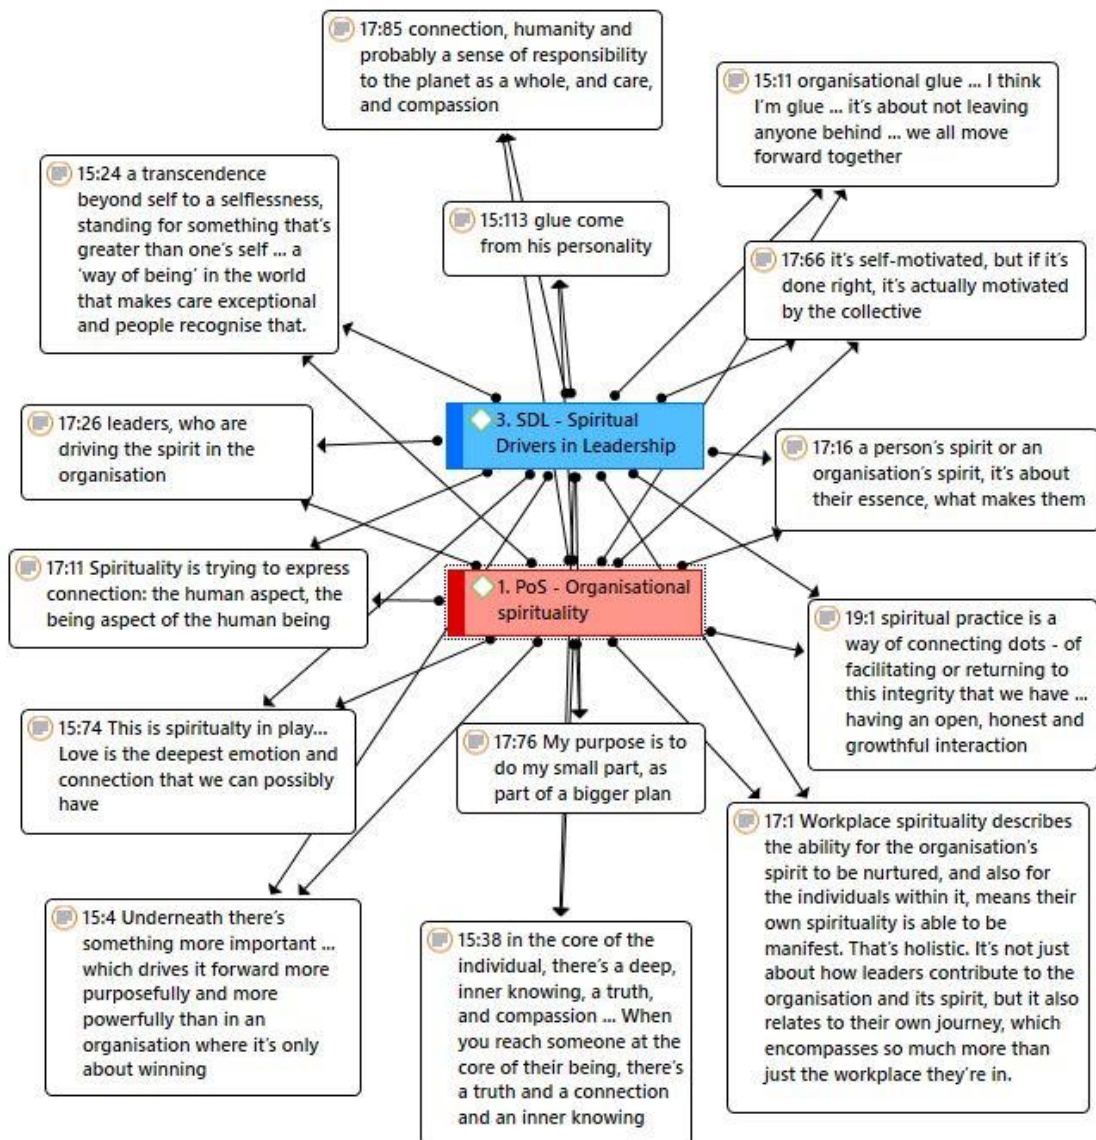 17:85 connection, humanity and
probably a sense of responsibility
to the planet as a whole, and care,
and compassion
15:11 organisational glue ... I think
I'm glue ... it's about not leaving
anyone behind ... we all move
forward together
15:24 a transcendence
beyond self to a selflessness,
standing for something that's
greater than one's self ... a
'way of being' in the world
that makes care exceptional
and people recognise that.
15:113 glue come
from his personality
17:66 it's self-motivated, but if it's
done right, it's actually motivated
by the collective
17:26 leaders, who are
driving the spirit in the
organisation
3. SDL - Spiritual
Drivers in Leadership
17:16 a person's spirit or an
organisation's spirit, it's about
their essence, what makes them
17:11 Spirituality is trying to express
connection: the human aspect, the
being aspect of the human being
1. PoS - Organisational
spirituality
19:1 spiritual practice is a
way of connecting dots - of
facilitating or returning to
this integrity that we have ...
having an open, honest and
growthful interaction
15:74 This is spiritualty in play...
Love is the deepest emotion and
connection that we can possibly
have
17:76 My purpose is to
do my small part, as
part of a bigger plan
17:1 Workplace spirituality describes
the ability for the organisation's
spirit to be nurtured, and also for
the individuals within it, means their
own spirituality is able to be
manifest. That's holistic. It's not just
about how leaders contribute to the
organisation and its spirit, but it also
relates to their own journey, which
encompasses so much more than
just the workplace they're in.
15:4 Underneath there's
something more important ...
which drives it forward more
purposefully and more
powerfully than in an
organisation where it's only
about winning
15:38 in the core of the
individual, there's a deep,
inner knowing, a truth,
and compassion ... When
you reach someone at the
core of their being, there's
a truth and a connection
and an inner knowing